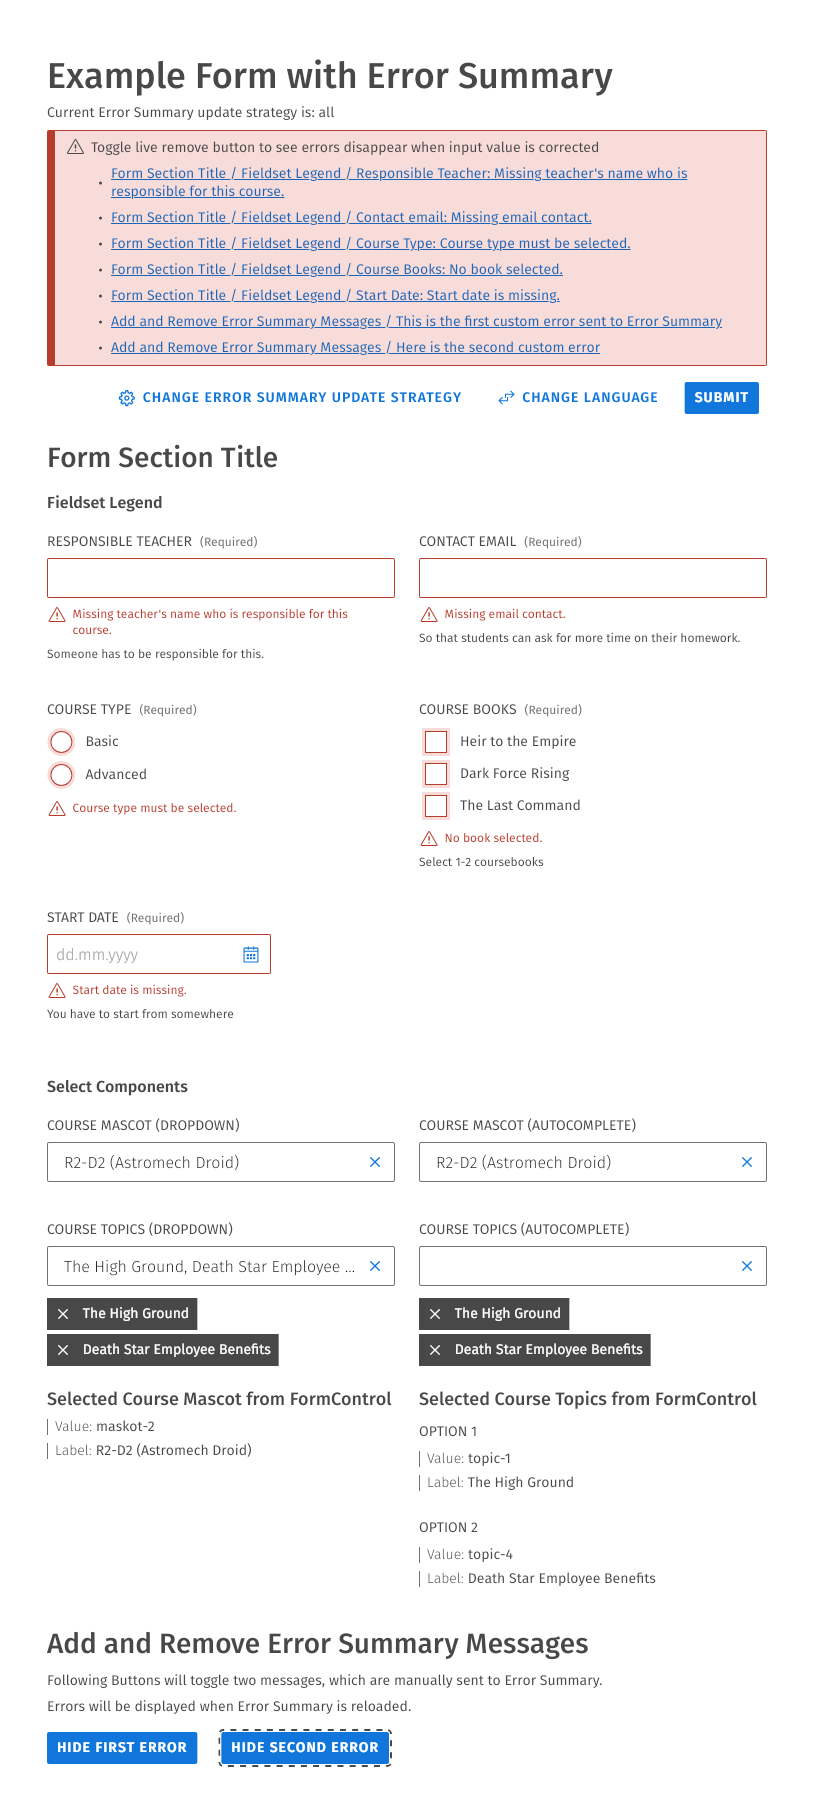 Example Form with Error Summary
Current Error Summary update strategy is: all
Toggle live remove button to see errors disappear when input value is corrected
• Form Section Title / Fieldset Legend / Responsible Teacher: Missing teacher's name who is
responsible for this course.
• Form Section Title / Fieldset Legend / Contact email: Missing email contact.
• Form Section Title / Fieldset Legend / Course Type: Course type must be selected.
• Form Section Title / Fieldset Legend / Course Books: No book selected.
• Form Section Title / Fieldset Legend / Start Date: Start date is missing.
• Add and Remove Error Summary Messages / This is the first custom error sent to Error Summary
• Add and Remove Error Summary Messages / Here is the second custom error
CHANGE ERROR SUMMARY UPDATE STRATEGY CHANGE LANGUAGE SUBMIT
Form Section Title
Fieldset Legend
RESPONSIBLE TEACHER (Required)
Missing teacher's name who is responsible for this
course.
Someone has to be responsible for this.
CONTACT EMAIL (Required)
Missing email contact.
So that students can ask for more time on their homework.
COURSE TYPE (Required)
Basic
Advanced
Course type must be selected.
COURSE BOOKS (Required)
Heir to the Empire
Dark Force Rising
The Last Command
No book selected.
Select 1-2 coursebooks
START DATE (Required)
dd.mm.yyyy
Start date is missing.
You have to start from somewhere
Select Components
COURSE MASCOT (DROPDOWN)
R2-D2 (Astromech Droid)
COURSE MASCOT (AUTOCOMPLETE)
R2-D2 (Astromech Droid)
COURSE TOPICS (DROPDOWN)
The High Ground, Death Star Employee ...
The High Ground
Death Star Employee Benefits
COURSE TOPICS (AUTOCOMPLETE)
The High Ground
Death Star Employee Benefits
Selected Course Mascot from FormControl
Value: maskot-2
Label: R2-D2 (Astromech Droid)
Selected Course Topics from FormControl
OPTION 1
Value: topic-1
Label: The High Ground
OPTION 2
Value: topic-4
Label: Death Star Employee Benefits
Add and Remove Error Summary Messages
Following Buttons will toggle two messages, which are manually sent to Error Summary.
Errors will be displayed when Error Summary is reloaded.
HIDE FIRST ERROR HIDE SECOND ERROR